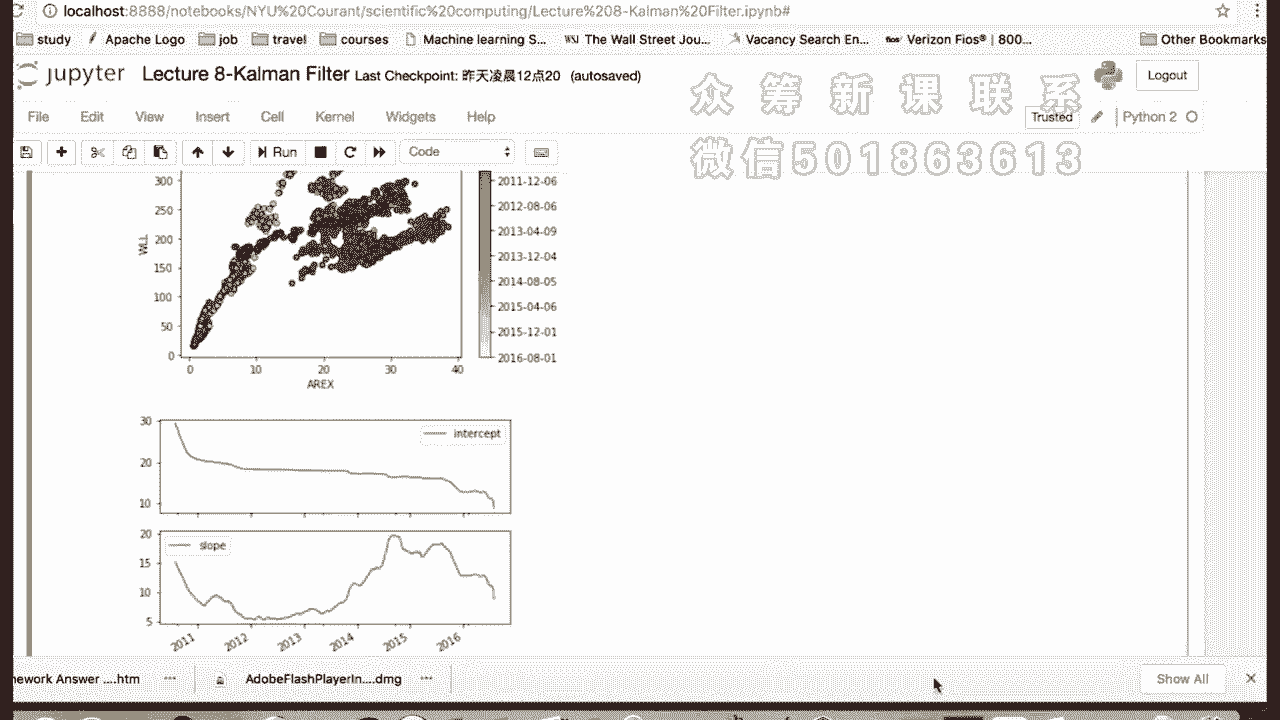 localhost:8888/notebooks/NYU%20Courant/scientific%20computing/Lecture%208-Kalman%20Filter.ipynb#
study Apache Logo job travel courses Machine learning S... WSJ The Wall Street Jou... Vacancy Search En... fios Verizon Fios® | 800... Other Bookmarks
jupyter Lecture 8-Kalman Filter Last Checkpoint: 昨天凌晨12点20 (autosaved) Logout
众筹新课联系
File Edit View Insert Cell Kernel Widgets Help Trusted Python 2
微信501863613
Run Code
300 2011-12-06
250 2012-08-06
2013-04-09
WLL 200 2013-12-04
150 2014-08-05
100 2015-04-06
50 2015-12-01
0 2016-08-01
0 10 20 30 40
AREX
30
intercept
20
10
20
slope
15
10
5
2011 2012 2013 2014 2015 2016
ework Answer ....htm AdobeFlashPlayerIn....dmg Show All